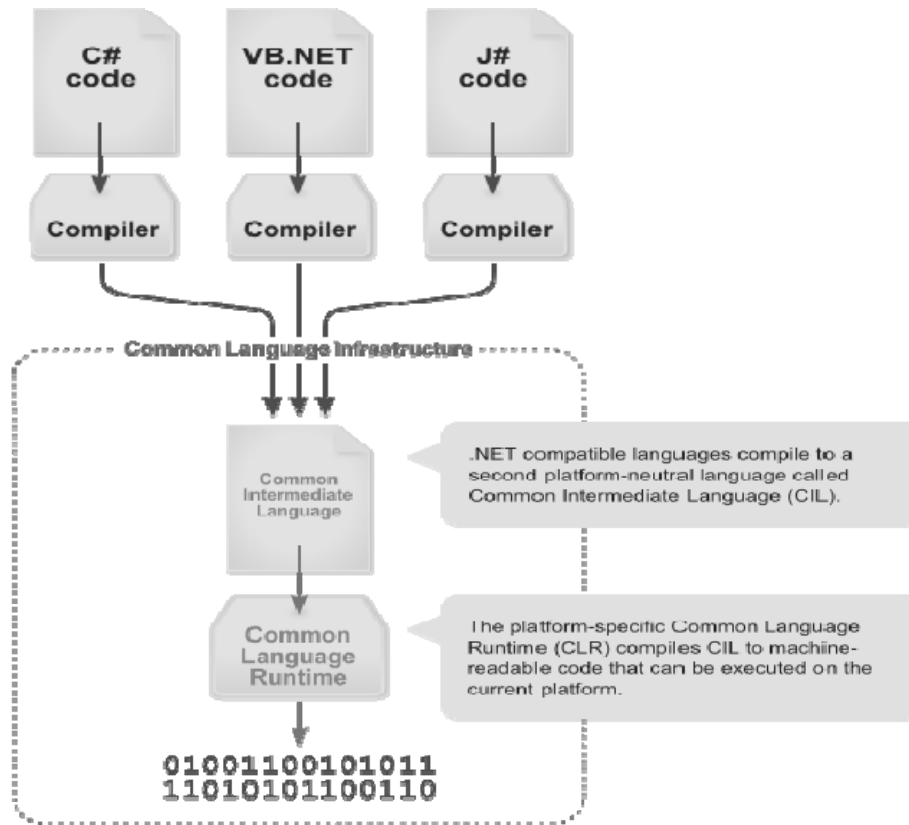 C#
code
VB.NET
code
J#
code
Compiler
Compiler
Compiler
Common Language Infrastructure
Common
Intermediate
Language
.NET compatible languages compile to a
second platform-neutral language called
Common Intermediate Language (CIL).
Common
Language
Runtime
The platform-specific Common Language
Runtime (CLR) compiles CIL to machine-
readable code that can be executed on the
current platform.
01001100101011
11010101100110